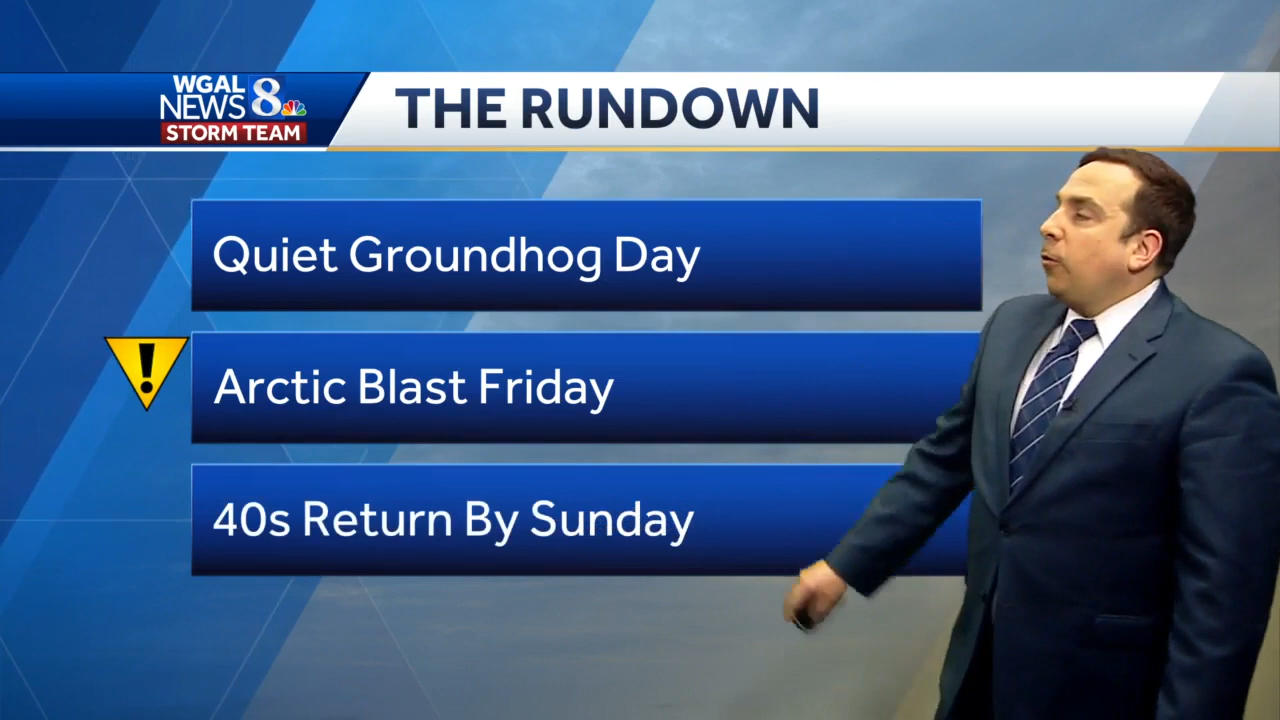 WGAL
NEWS 8
STORM TEAM
THE RUNDOWN
Quiet Groundhog Day
!
Arctic Blast Friday
40s Return By Sunday